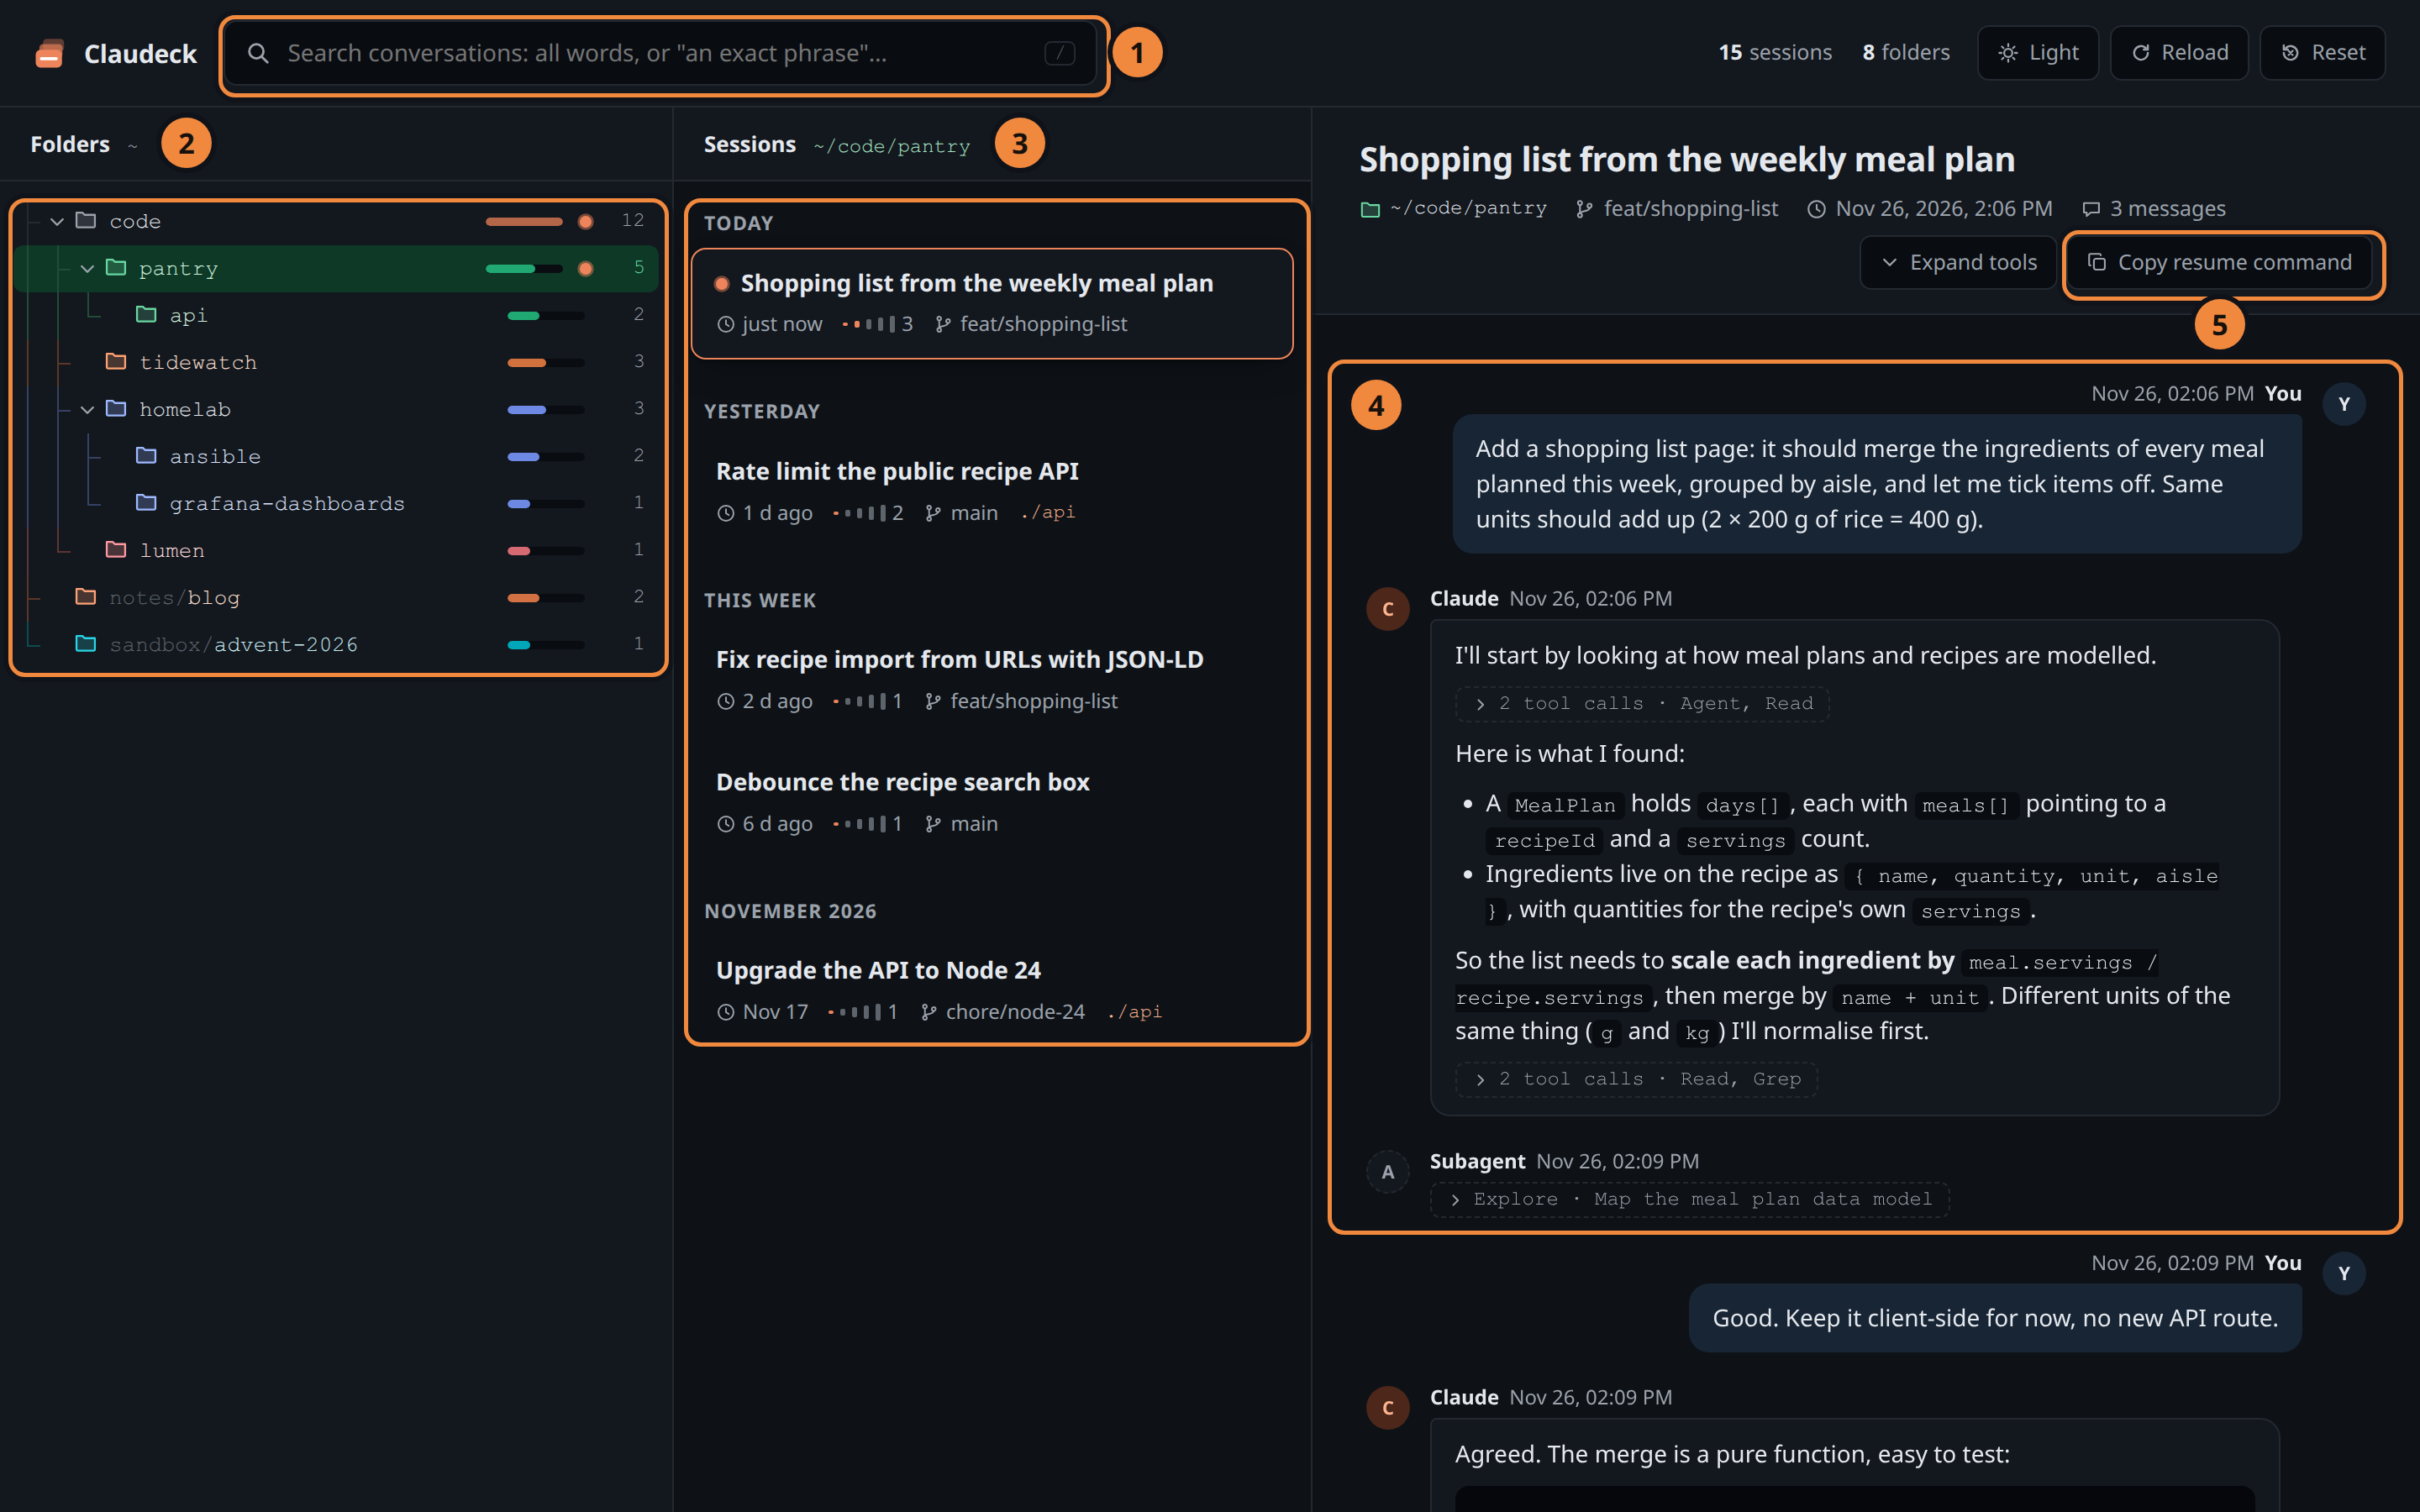 Claudeck
Search conversations: all words, or "an exact phrase"...
/
1
15 sessions
8 folders
Light
Reload
Reset
Folders ~
2
code 12
pantry 5
api 2
tidewatch 3
homelab 3
ansible 2
grafana-dashboards 1
lumen 1
notes/blog 2
sandbox/advent-2026 1
Sessions ~/code/pantry
3
TODAY
Shopping list from the weekly meal plan
just now 3 feat/shopping-list
YESTERDAY
Rate limit the public recipe API
1 d ago 2 main ./api
THIS WEEK
Fix recipe import from URLs with JSON-LD
2 d ago 1 feat/shopping-list
Debounce the recipe search box
6 d ago 1 main
NOVEMBER 2026
Upgrade the API to Node 24
Nov 17 1 chore/node-24 ./api
Shopping list from the weekly meal plan
~/code/pantry feat/shopping-list Nov 26, 2026, 2:06 PM 3 messages
Expand tools
Copy resume command
5
4
Nov 26, 02:06 PM You
Y
Add a shopping list page: it should merge the ingredients of every meal
planned this week, grouped by aisle, and let me tick items off. Same
units should add up (2 × 200 g of rice = 400 g).
C
Claude Nov 26, 02:06 PM
I'll start by looking at how meal plans and recipes are modelled.
2 tool calls · Agent, Read
Here is what I found:
• A MealPlan holds days[], each with meals[] pointing to a
recipeId and a servings count.
• Ingredients live on the recipe as { name, quantity, unit, aisle
}, with quantities for the recipe's own servings.
So the list needs to scale each ingredient by meal.servings /
recipe.servings, then merge by name + unit. Different units of the
same thing (g and kg) I'll normalise first.
2 tool calls · Read, Grep
A
Subagent Nov 26, 02:09 PM
Explore · Map the meal plan data model
Nov 26, 02:09 PM You
Y
Good. Keep it client-side for now, no new API route.
C
Claude Nov 26, 02:09 PM
Agreed. The merge is a pure function, easy to test: